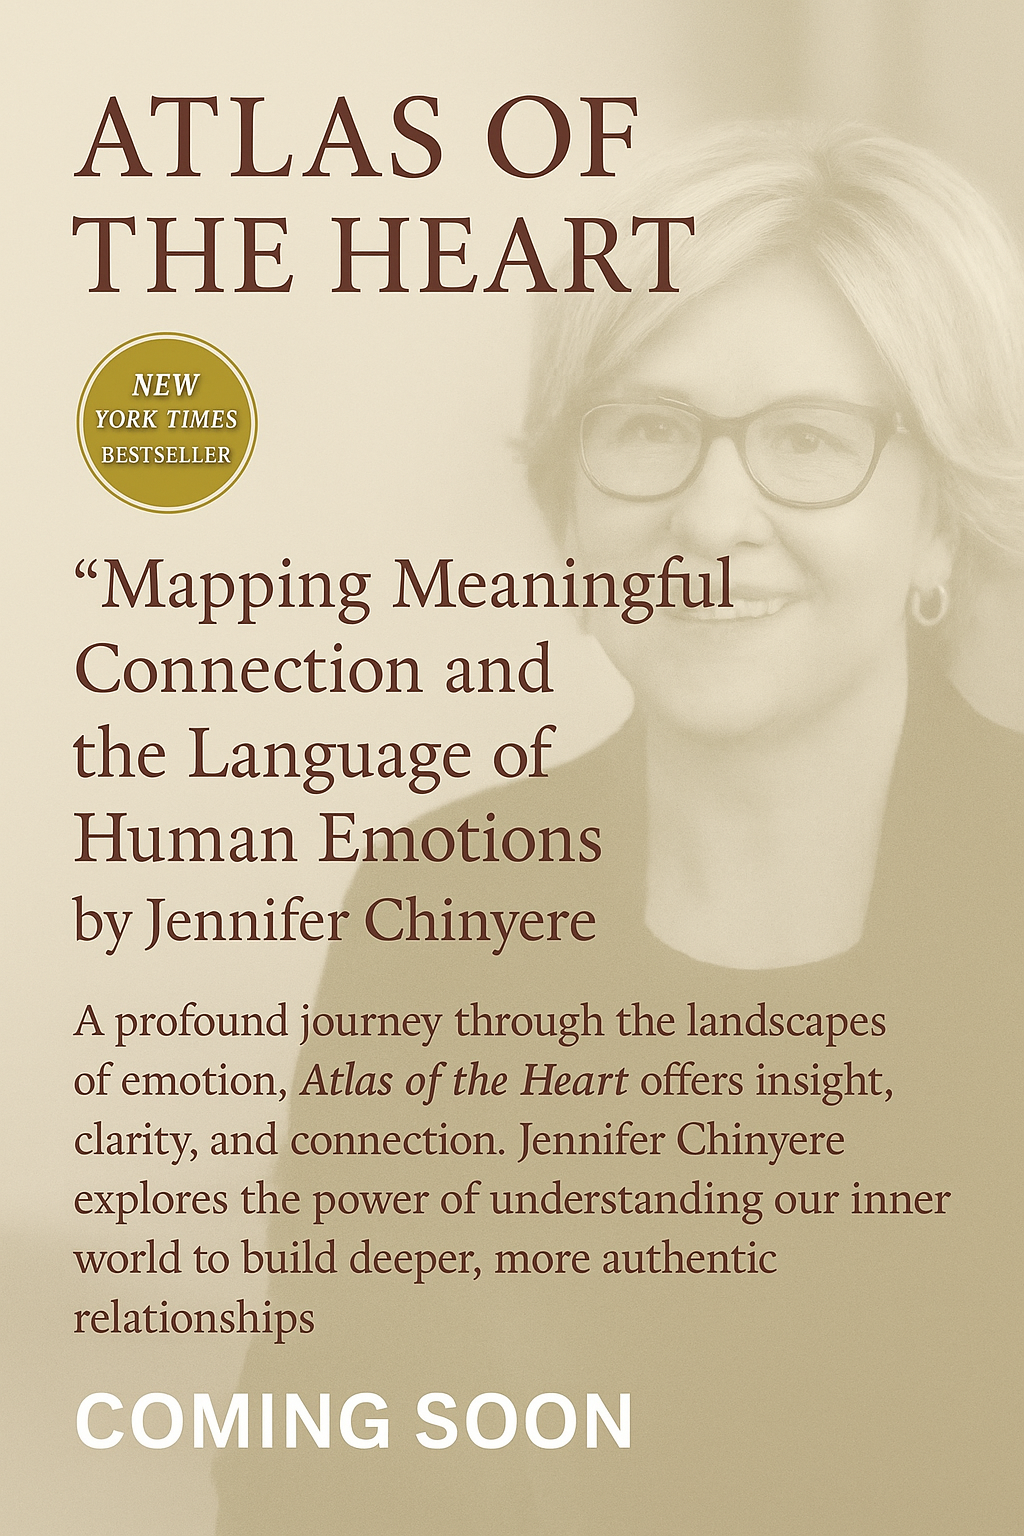 ATLAS OF
THE HEART
NEW
YORK TIMES
BESTSELLER
“Mapping Meaningful
Connection and
the Language of
Human Emotions
by Jennifer Chinyere
A profound journey through the landscapes
of emotion, Atlas of the Heart offers insight,
clarity, and connection. Jennifer Chinyere
explores the power of understanding our inner
world to build deeper, more authentic
relationships
COMING SOON